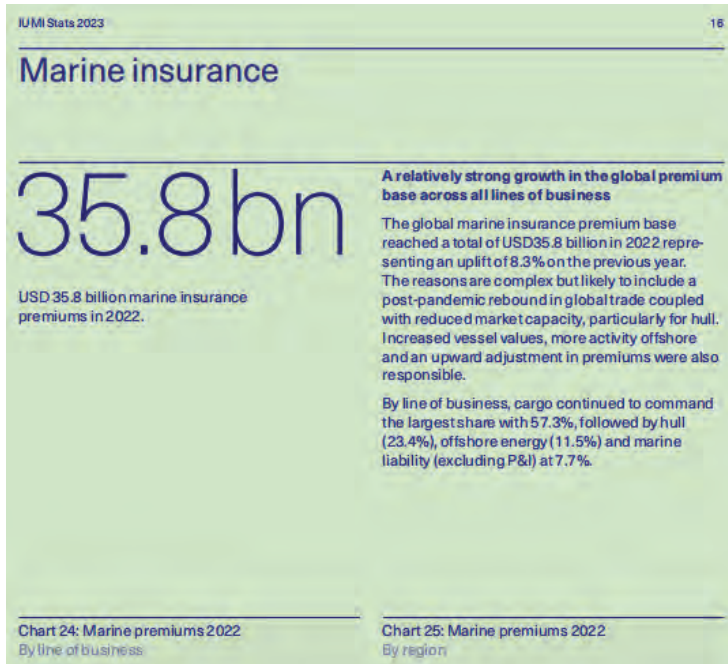 IUMI Stats 2023
16
Marine insurance
35.8 bn
USD 35.8 billion marine insurance
premiums in 2022.
A relatively strong growth in the global premium
base across all lines of business
The global marine insurance premium base
reached a total of USD35.8 billion in 2022 repre-
senting an uplift of 8.3% on the previous year.
The reasons are complex but likely to include a
post-pandemic rebound in global trade coupled
with reduced market capacity, particularly for hull.
Increased vessel values, more activity offshore
and an upward adjustment in premiums were also
responsible.
By line of business, cargo continued to command
the largest share with 57.3%, followed by hull
(23.4%), offshore energy (11.5%) and marine
liability (excluding P&I) at 7.7%.
Chart 24: Marine premiums 2022
By line of business
Chart 25: Marine premiums 2022
By region